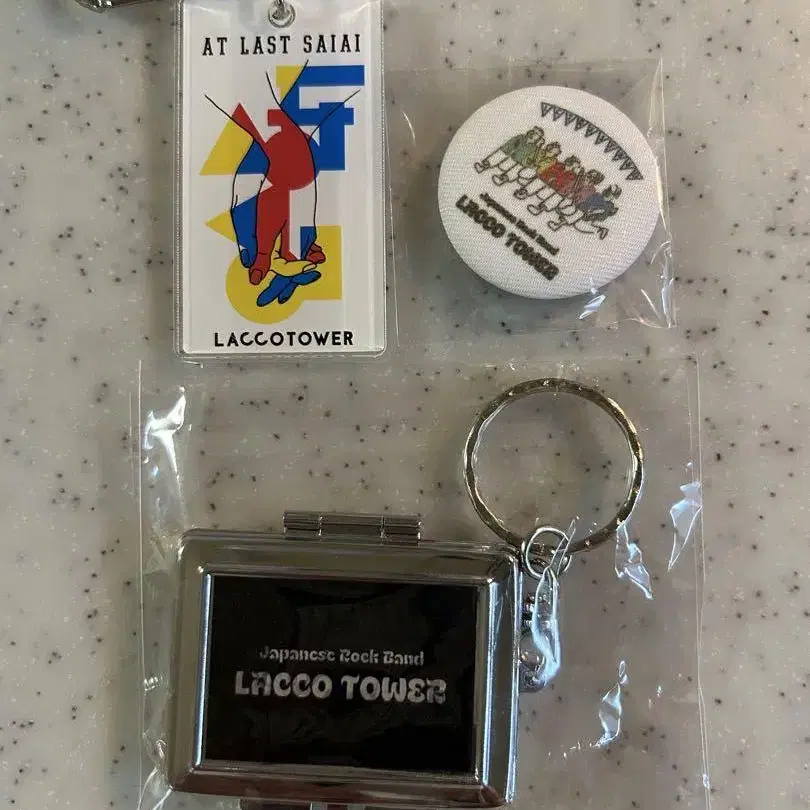 AT LAST SAIAI
LACCOTOWER
Japanese Rock Band
LACCO TOWER
Japanese Rock Band
LACCO TOWER